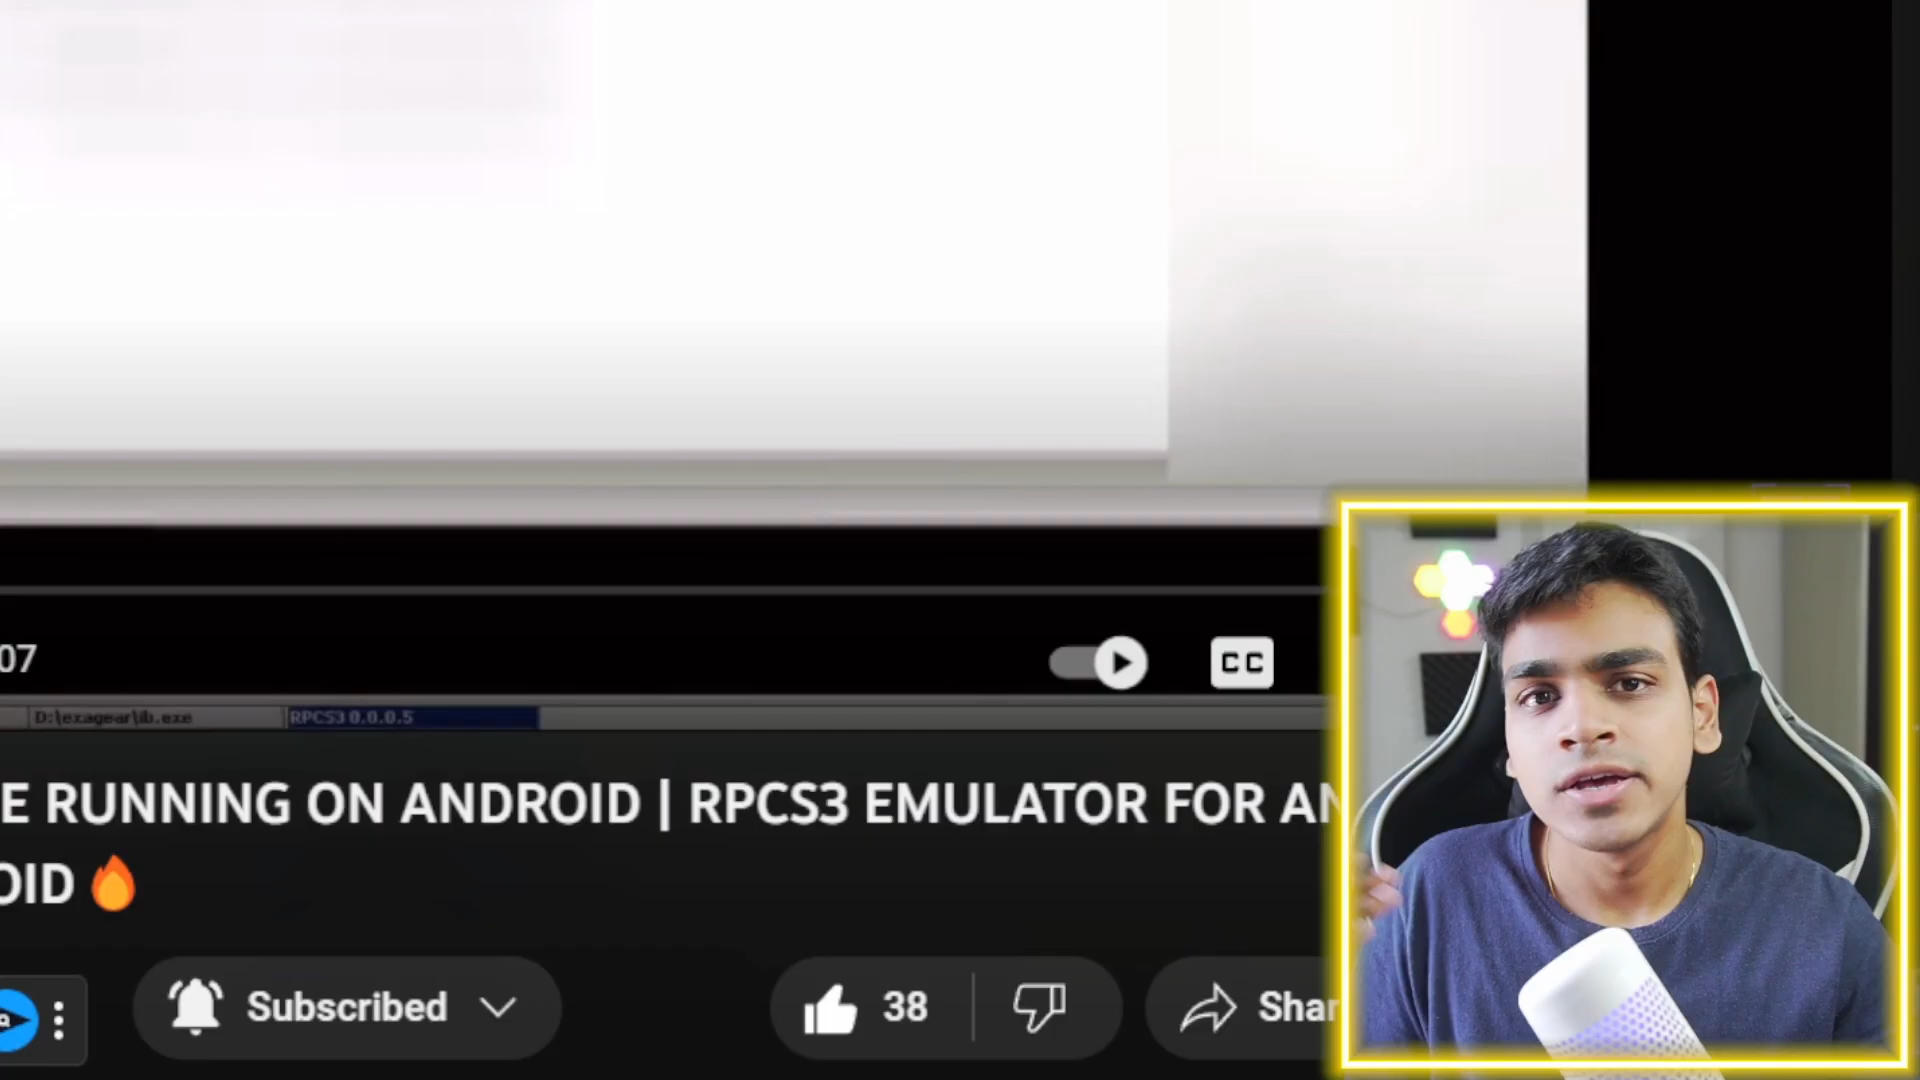 07
CC
D:\exagear\ib.exe
RPCS3 0.0.0.5
E RUNNING ON ANDROID | RPCS3 EMULATOR FOR AN
OID 🔥
Subscribed
38
Shar